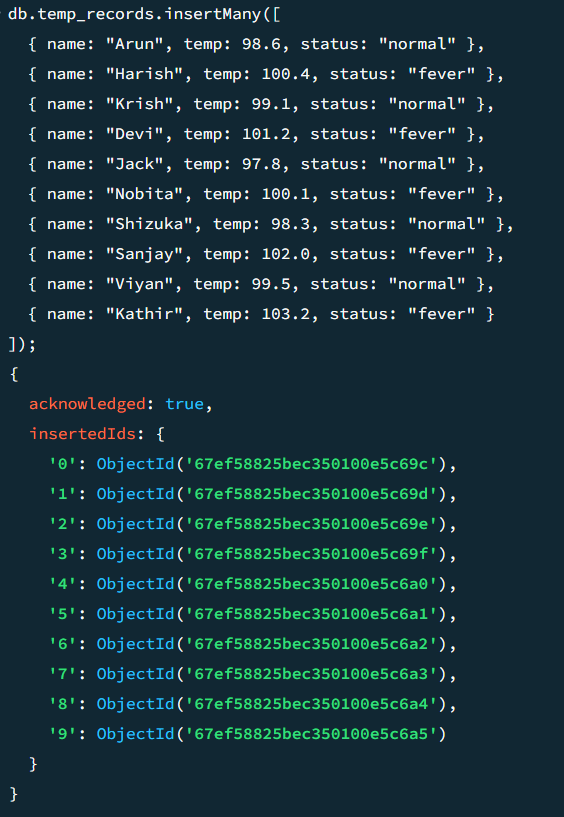 db.temp_records.insertMany([
  { name: "Arun", temp: 98.6, status: "normal" },
  { name: "Harish", temp: 100.4, status: "fever" },
  { name: "Krish", temp: 99.1, status: "normal" },
  { name: "Devi", temp: 101.2, status: "fever" },
  { name: "Jack", temp: 97.8, status: "normal" },
  { name: "Nobita", temp: 100.1, status: "fever" },
  { name: "Shizuka", temp: 98.3, status: "normal" },
  { name: "Sanjay", temp: 102.0, status: "fever" },
  { name: "Viyan", temp: 99.5, status: "normal" },
  { name: "Kathir", temp: 103.2, status: "fever" }
]);
{
  acknowledged: true,
  insertedIds: {
    '0': ObjectId('67ef58825bec350100e5c69c'),
    '1': ObjectId('67ef58825bec350100e5c69d'),
    '2': ObjectId('67ef58825bec350100e5c69e'),
    '3': ObjectId('67ef58825bec350100e5c69f'),
    '4': ObjectId('67ef58825bec350100e5c6a0'),
    '5': ObjectId('67ef58825bec350100e5c6a1'),
    '6': ObjectId('67ef58825bec350100e5c6a2'),
    '7': ObjectId('67ef58825bec350100e5c6a3'),
    '8': ObjectId('67ef58825bec350100e5c6a4'),
    '9': ObjectId('67ef58825bec350100e5c6a5')
  }
}